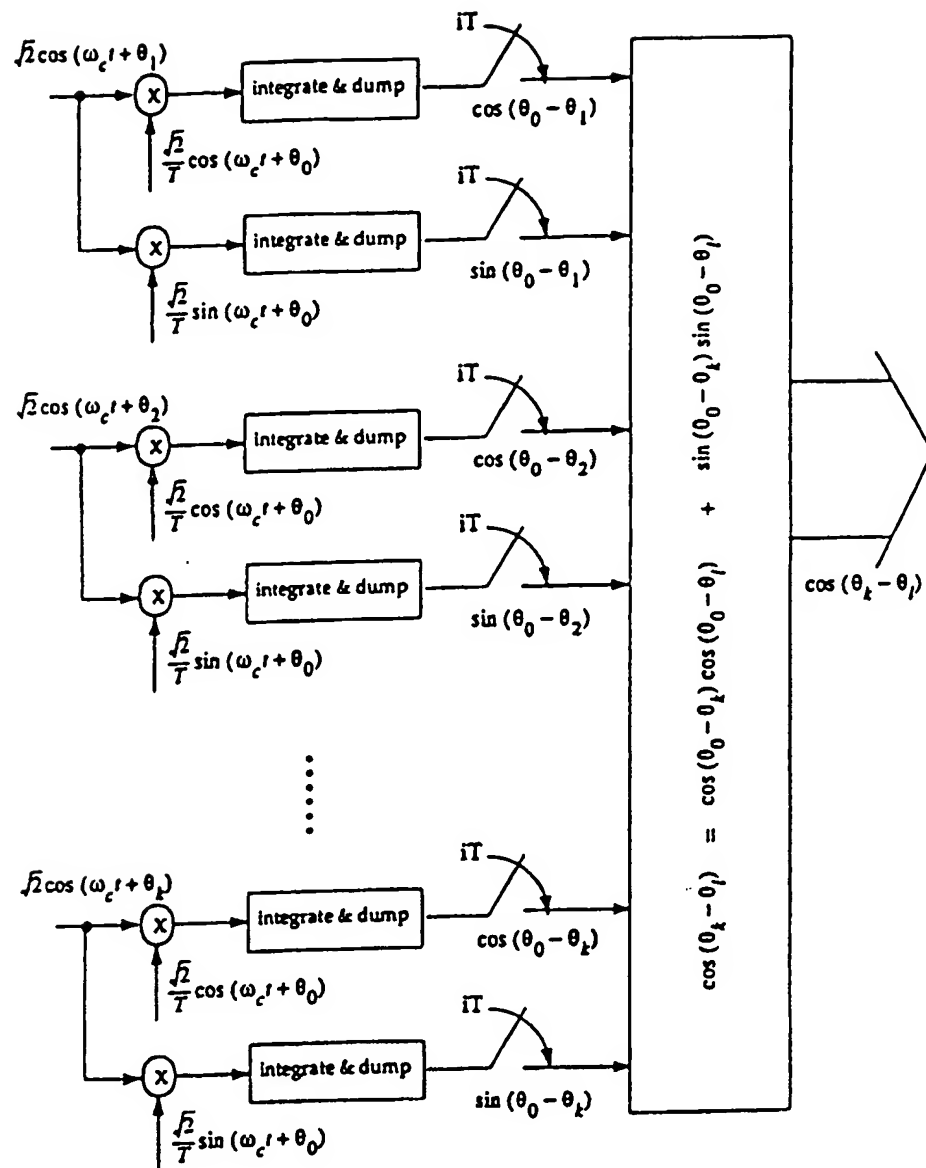 iT
√2 cos (ω_c t + θ_1)
integrate & dump
cos (θ_0 − θ_1)
√2/T cos (ω_c t + θ_0)
iT
integrate & dump
sin (θ_0 − θ_1)
√2/T sin (ω_c t + θ_0)
iT
√2 cos (ω_c t + θ_2)
integrate & dump
cos (θ_0 − θ_2)
√2/T cos (ω_c t + θ_0)
iT
integrate & dump
sin (θ_0 − θ_2)
√2/T sin (ω_c t + θ_0)
iT
√2 cos (ω_c t + θ_k)
integrate & dump
cos (θ_0 − θ_k)
√2/T cos (ω_c t + θ_0)
iT
integrate & dump
sin (θ_0 − θ_k)
√2/T sin (ω_c t + θ_0)
cos (θ_k − θ_l) = cos (θ_0 − θ_k) cos (θ_0 − θ_l) + sin (θ_0 − θ_k) sin (θ_0 − θ_l)
cos (θ_k − θ_l)